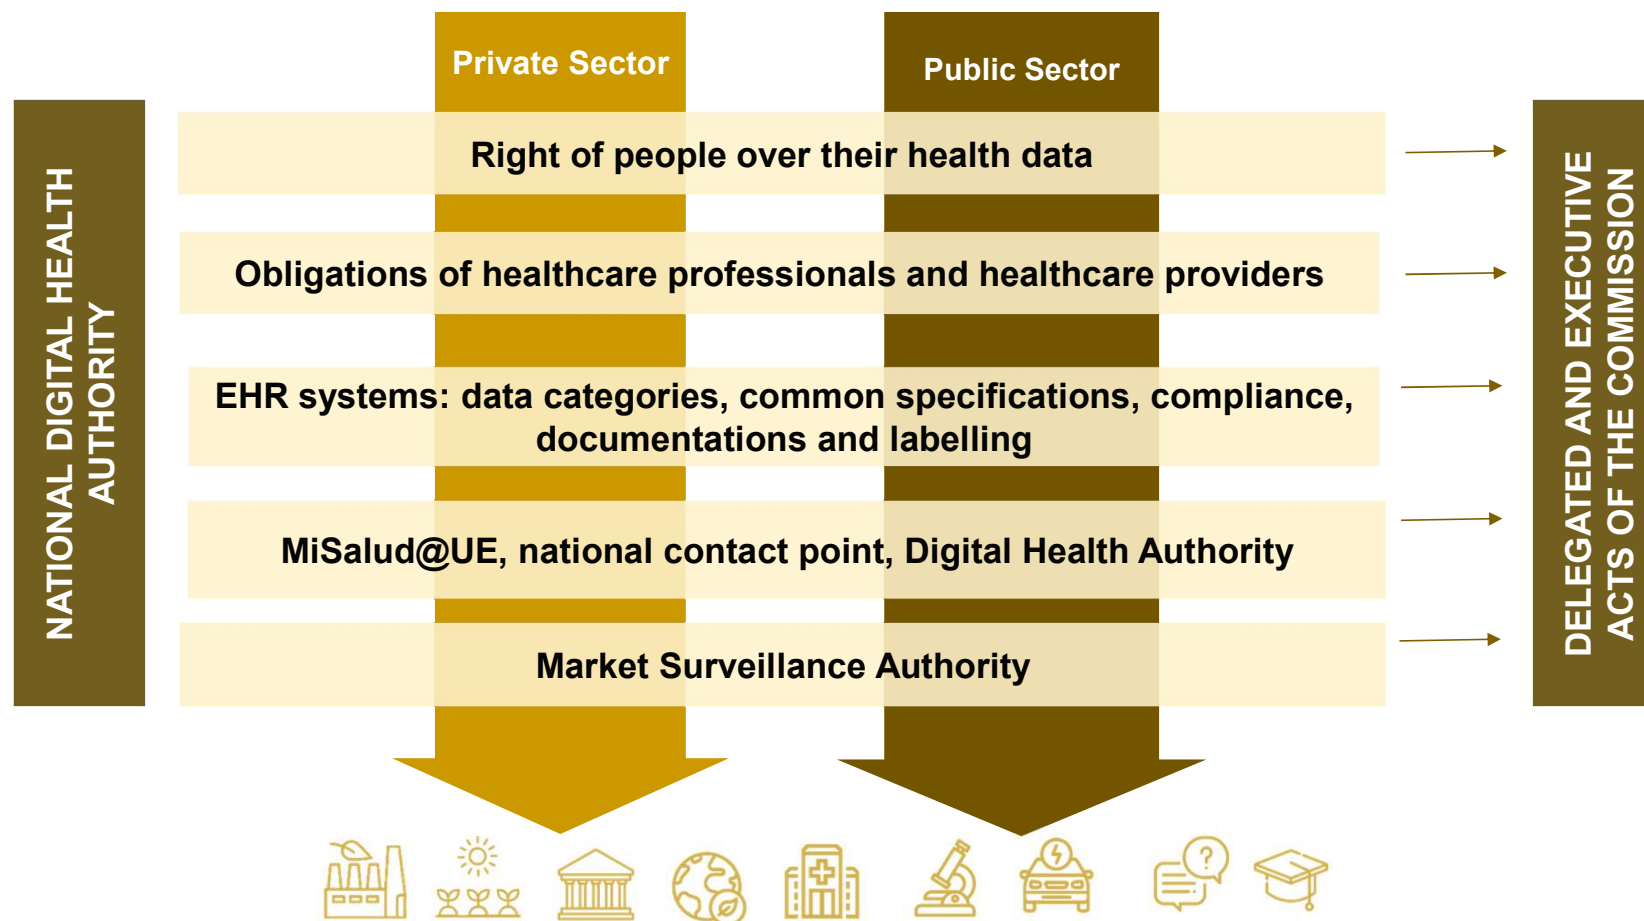 Private Sector
Public Sector
NATIONAL DIGITAL HEALTH
AUTHORITY
Right of people over their health data
Obligations of healthcare professionals and healthcare providers
EHR systems: data categories, common specifications, compliance,
documentations and labelling
MiSalud@UE, national contact point, Digital Health Authority
Market Surveillance Authority
DELEGATED AND EXECUTIVE
ACTS OF THE COMMISSION
?